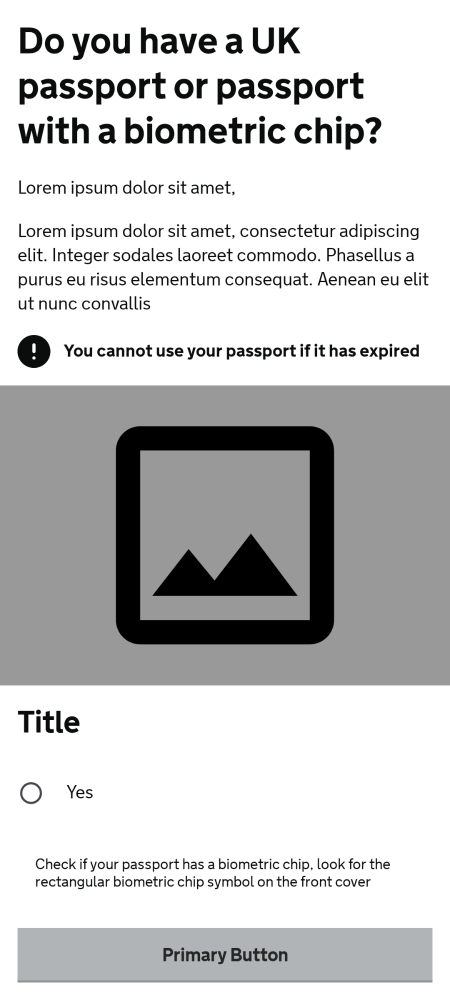 Do you have a UK
passport or passport
with a biometric chip?
Lorem ipsum dolor sit amet,
Lorem ipsum dolor sit amet, consectetur adipiscing
elit. Integer sodales laoreet commodo. Phasellus a
purus eu risus elementum consequat. Aenean eu elit
ut nunc convallis
You cannot use your passport if it has expired
Title
Yes
Check if your passport has a biometric chip, look for the
rectangular biometric chip symbol on the front cover
Primary Button